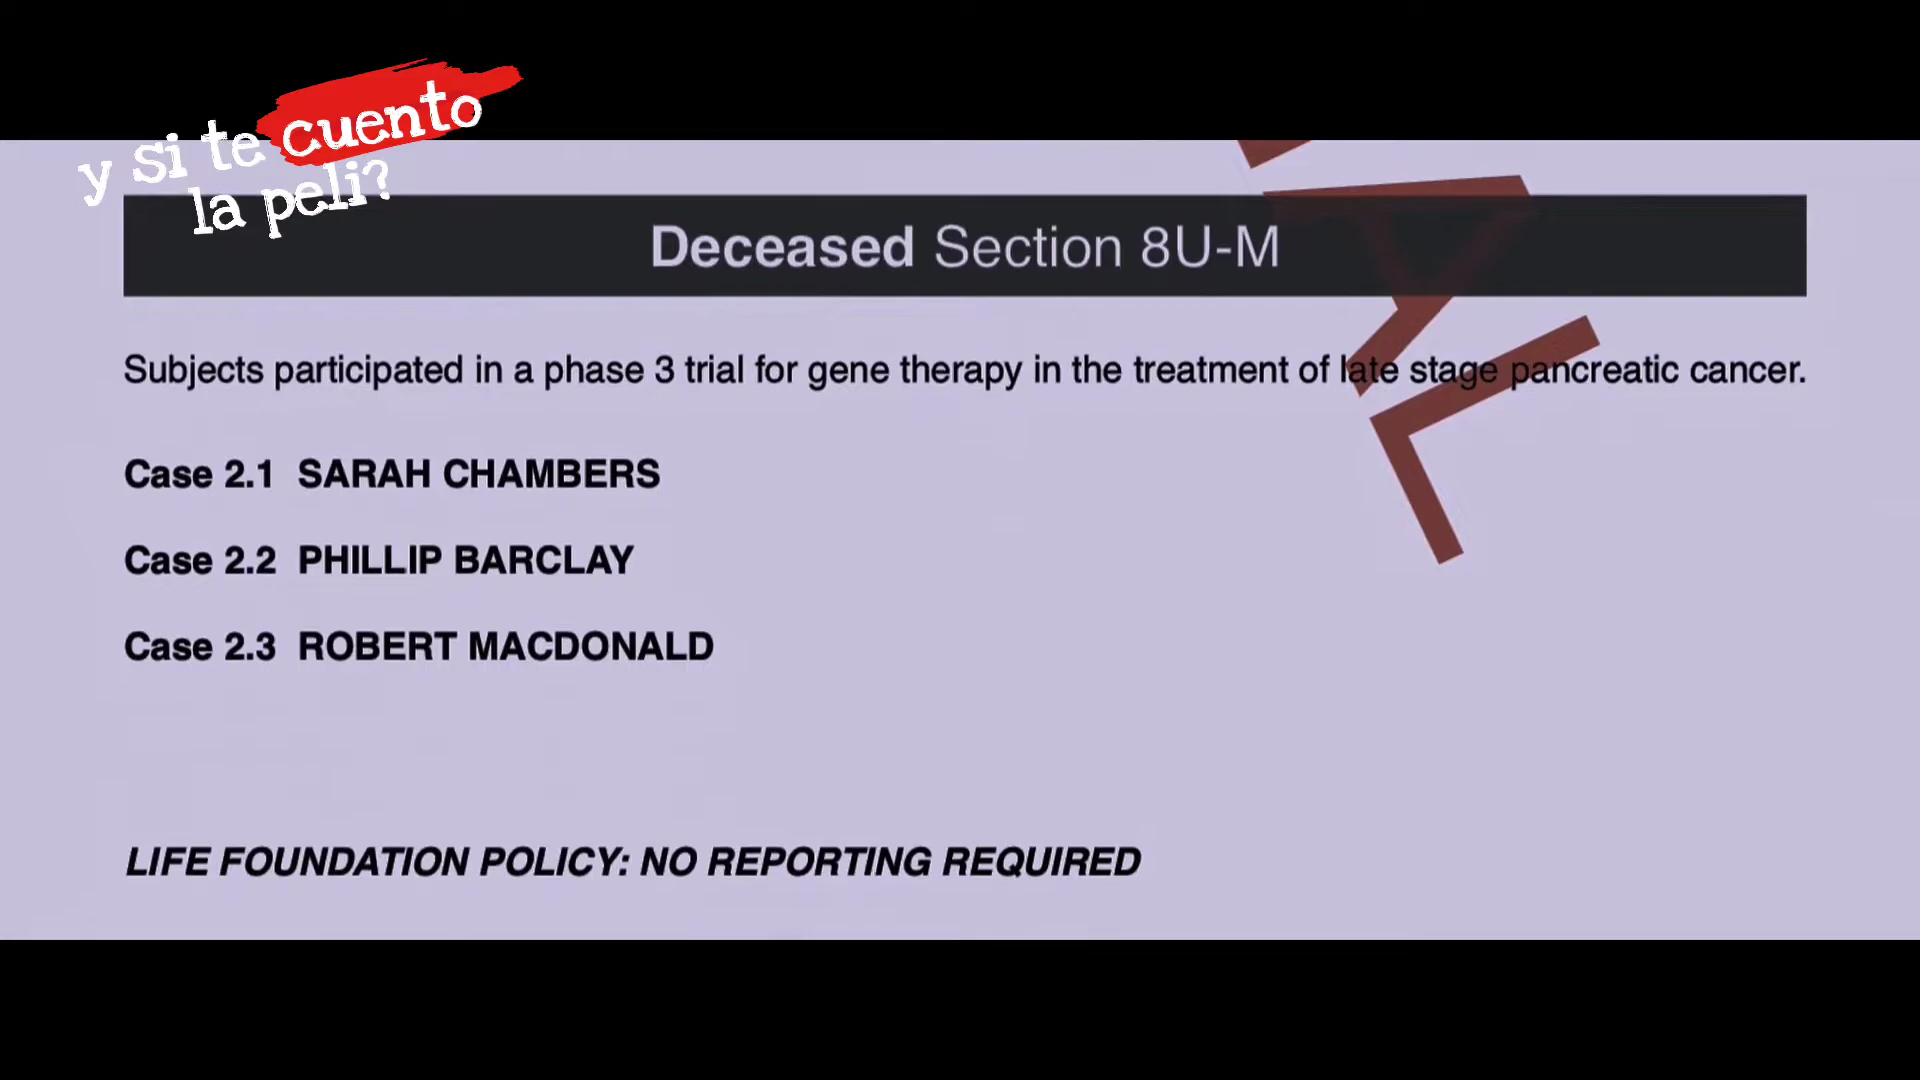 y si te cuento
la peli?
Deceased Section 8U-M
Subjects participated in a phase 3 trial for gene therapy in the treatment of late stage pancreatic cancer.
Case 2.1 SARAH CHAMBERS
Case 2.2 PHILLIP BARCLAY
Case 2.3 ROBERT MACDONALD
LIFE FOUNDATION POLICY: NO REPORTING REQUIRED